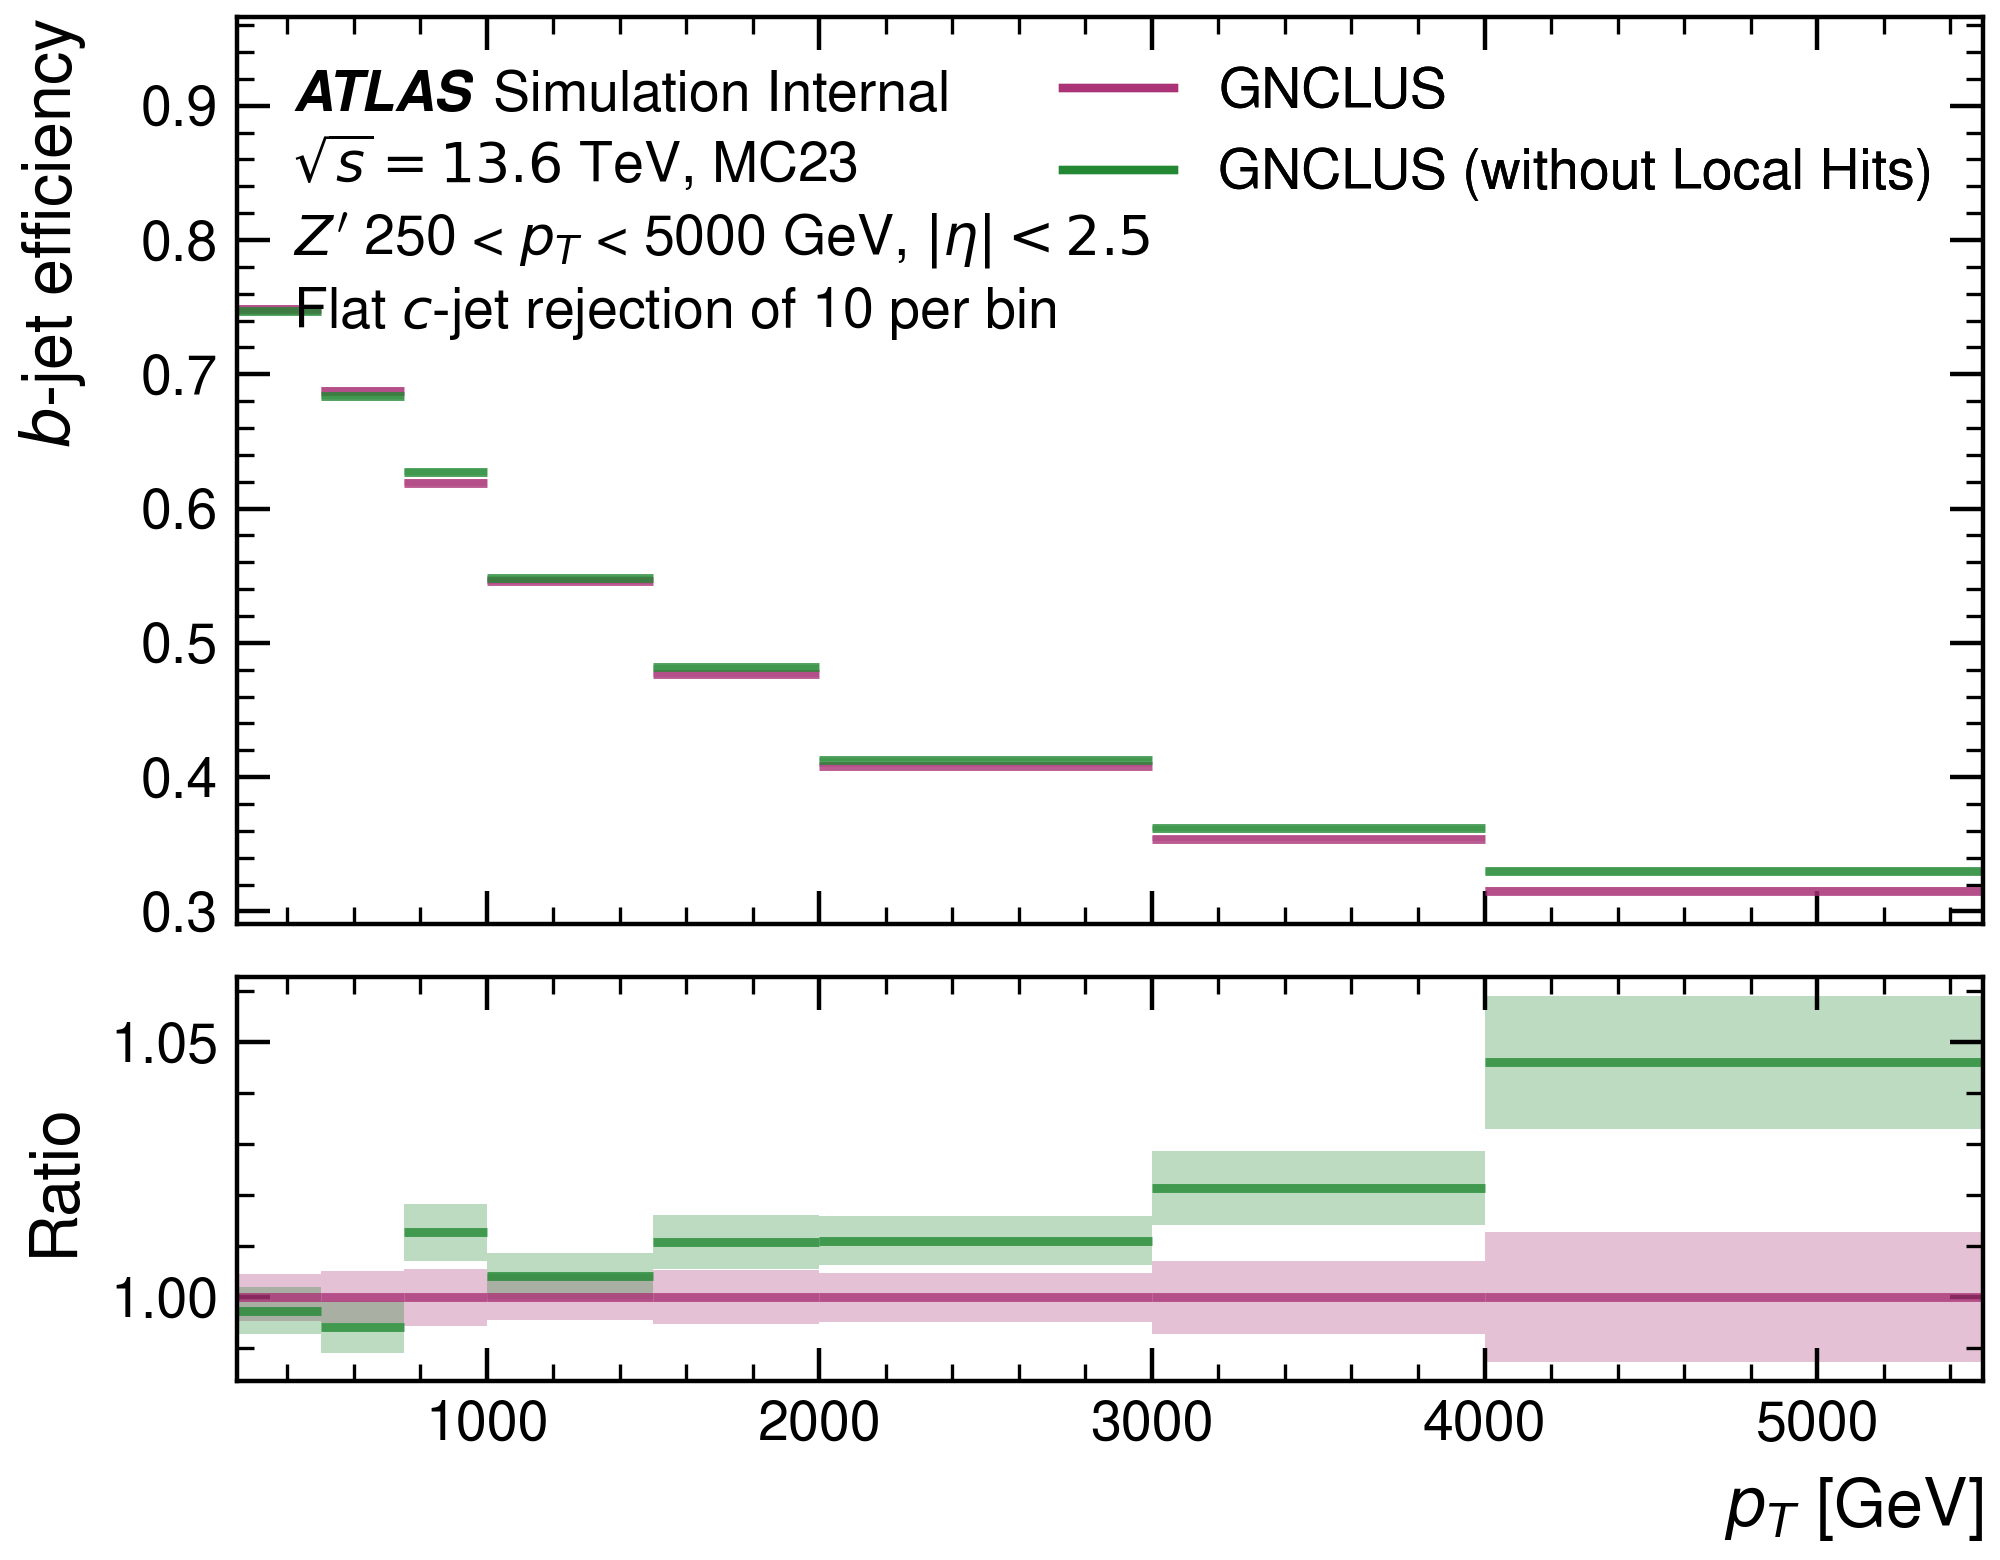 b-jet efficiency
0.9
0.8
0.7
0.6
0.5
0.4
0.3
ATLAS Simulation Internal
√s = 13.6 TeV, MC23
Z′ 250 < p_T < 5000 GeV, |η| < 2.5
Flat c-jet rejection of 10 per bin
GNCLUS
GNCLUS (without Local Hits)
Ratio
1.05
1.00
1000 2000 3000 4000 5000
p_T [GeV]